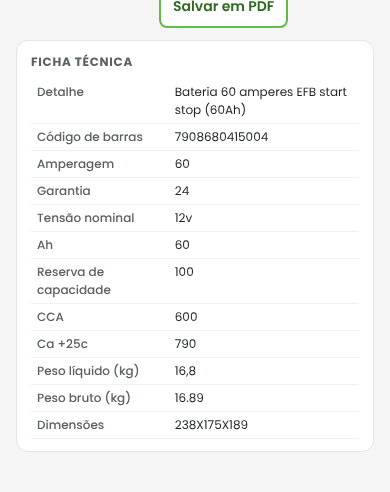 Salvar em PDF
FICHA TÉCNICA
Detalhe Bateria 60 amperes EFB start
stop (60Ah)
Código de barras 7908680415004
Amperagem 60
Garantia 24
Tensão nominal 12v
Ah 60
Reserva de 100
capacidade
CCA 600
Ca +25c 790
Peso líquido (kg) 16,8
Peso bruto (kg) 16.89
Dimensões 238X175X189